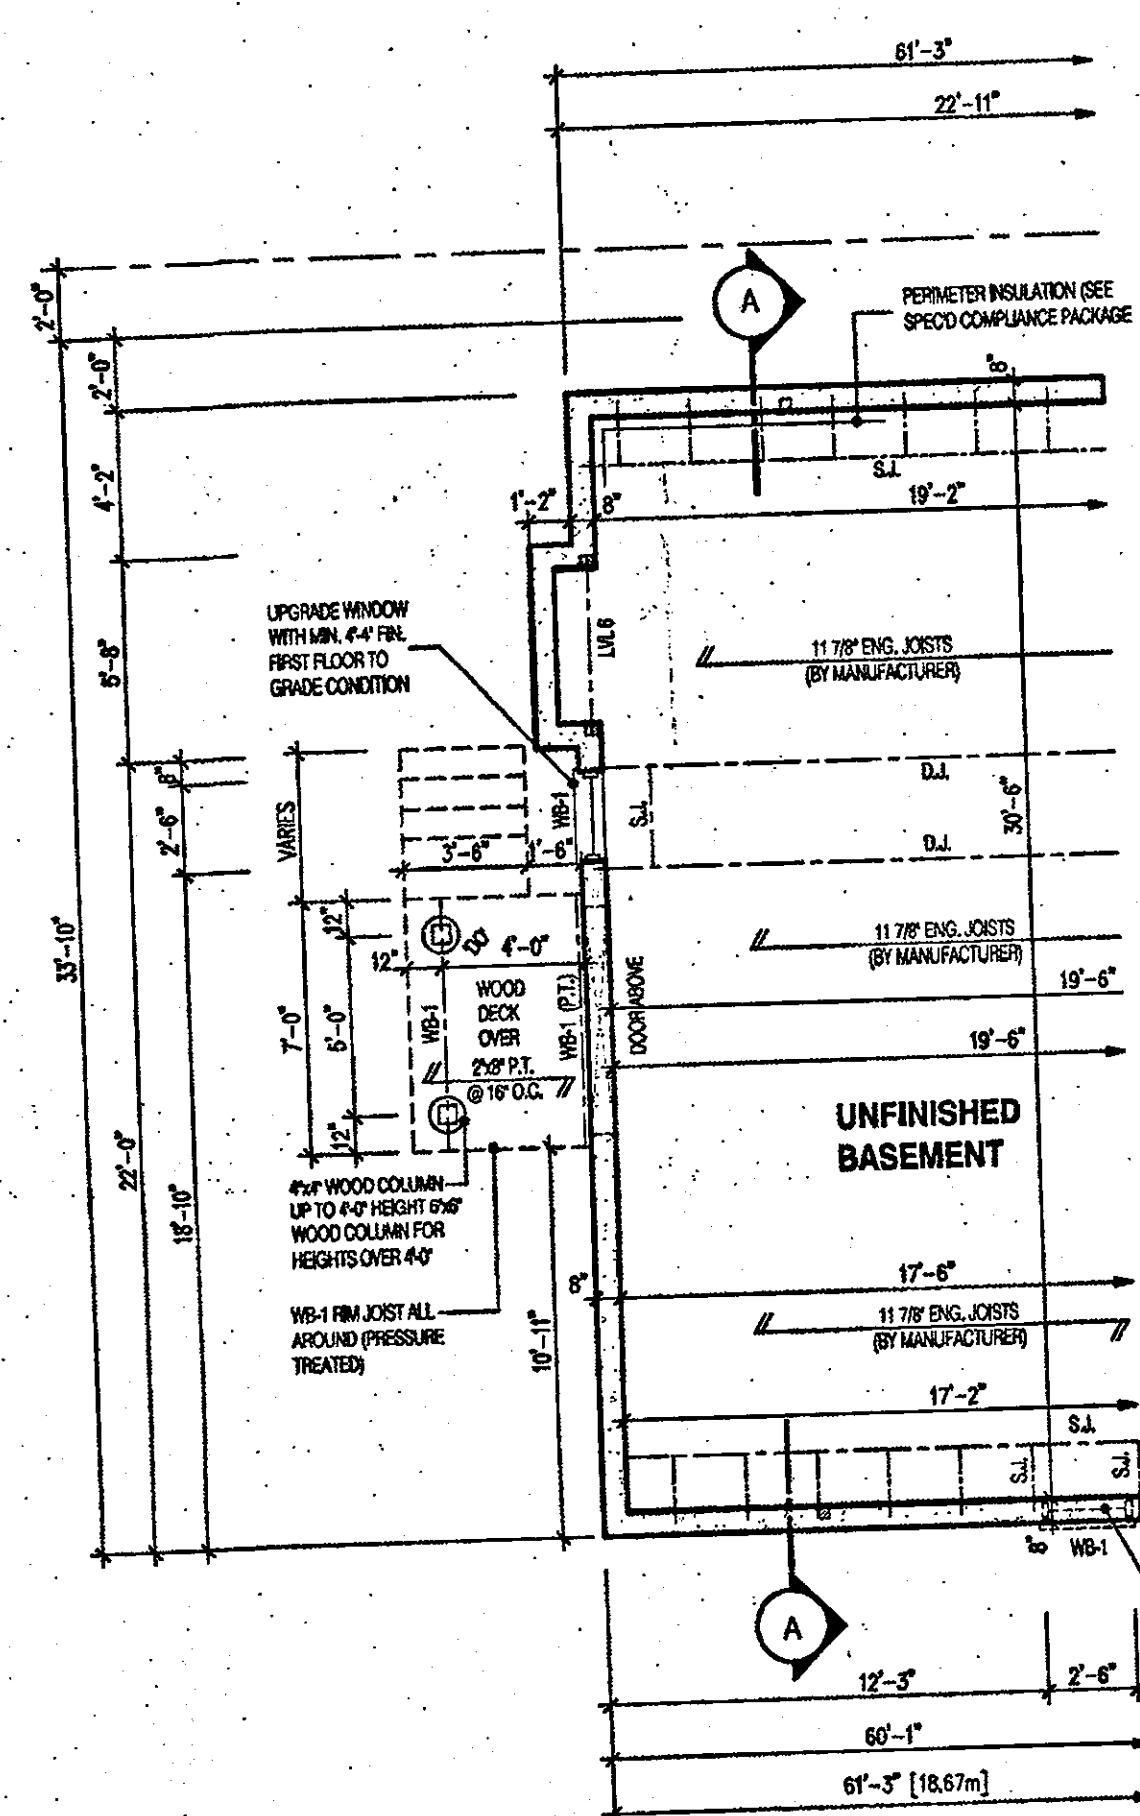 61'-3"
22'-11"
2'-0"
A
PERIMETER INSULATION (SEE
SPEC'D COMPLIANCE PACKAGE
2'-0"
8"
4'-2"
S.J.
1'-2"
8"
19'-2"
UPGRADE WINDOW
WITH MIN. 4'-4" FIN.
FIRST FLOOR TO
GRADE CONDITION
LVL6
11 7/8" ENG. JOISTS
(BY MANUFACTURER)
5'-8"
8"
D.J.
2'-6"
VARIES
WB-1
S.J.
30'-6"
3'-6"
1'-6"
D.J.
33'-10"
12"
12"
4'-0"
11 7/8" ENG. JOISTS
(BY MANUFACTURER)
WOOD
DECK
OVER
2"x8" P.T.
@ 16" O.C.
WB-1
WB-1 (P.T.)
DOOR ABOVE
19'-6"
7'-0"
5'-0"
19'-6"
UNFINISHED
BASEMENT
12"
22'-0"
18'-10"
4"x4" WOOD COLUMN
UP TO 4'-0" HEIGHT 6"x6"
WOOD COLUMN FOR
HEIGHTS OVER 4'-0"
8"
17'-6"
WB-1 RIM JOIST ALL
AROUND (PRESSURE
TREATED)
10'-11"
11 7/8" ENG. JOISTS
(BY MANUFACTURER)
17'-2"
S.J.
S.J.
S.J.
8"
WB-1
A
12'-3"
2'-6"
60'-1"
61'-3" [18.67m]